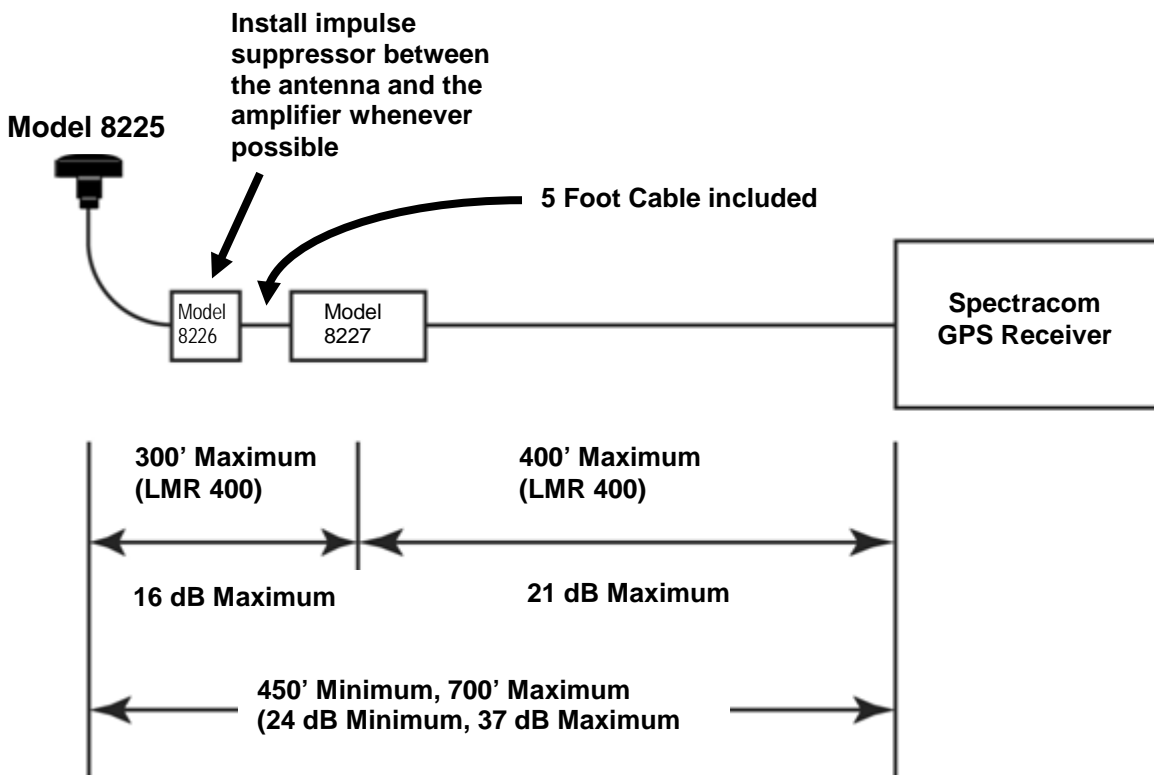 Install impulse
suppressor between
the antenna and the
amplifier whenever
possible
Model 8225
5 Foot Cable included
Model
8226
Model
8227
Spectracom
GPS Receiver
300’ Maximum
(LMR 400)
400’ Maximum
(LMR 400)
16 dB Maximum
21 dB Maximum
450’ Minimum, 700’ Maximum
(24 dB Minimum, 37 dB Maximum